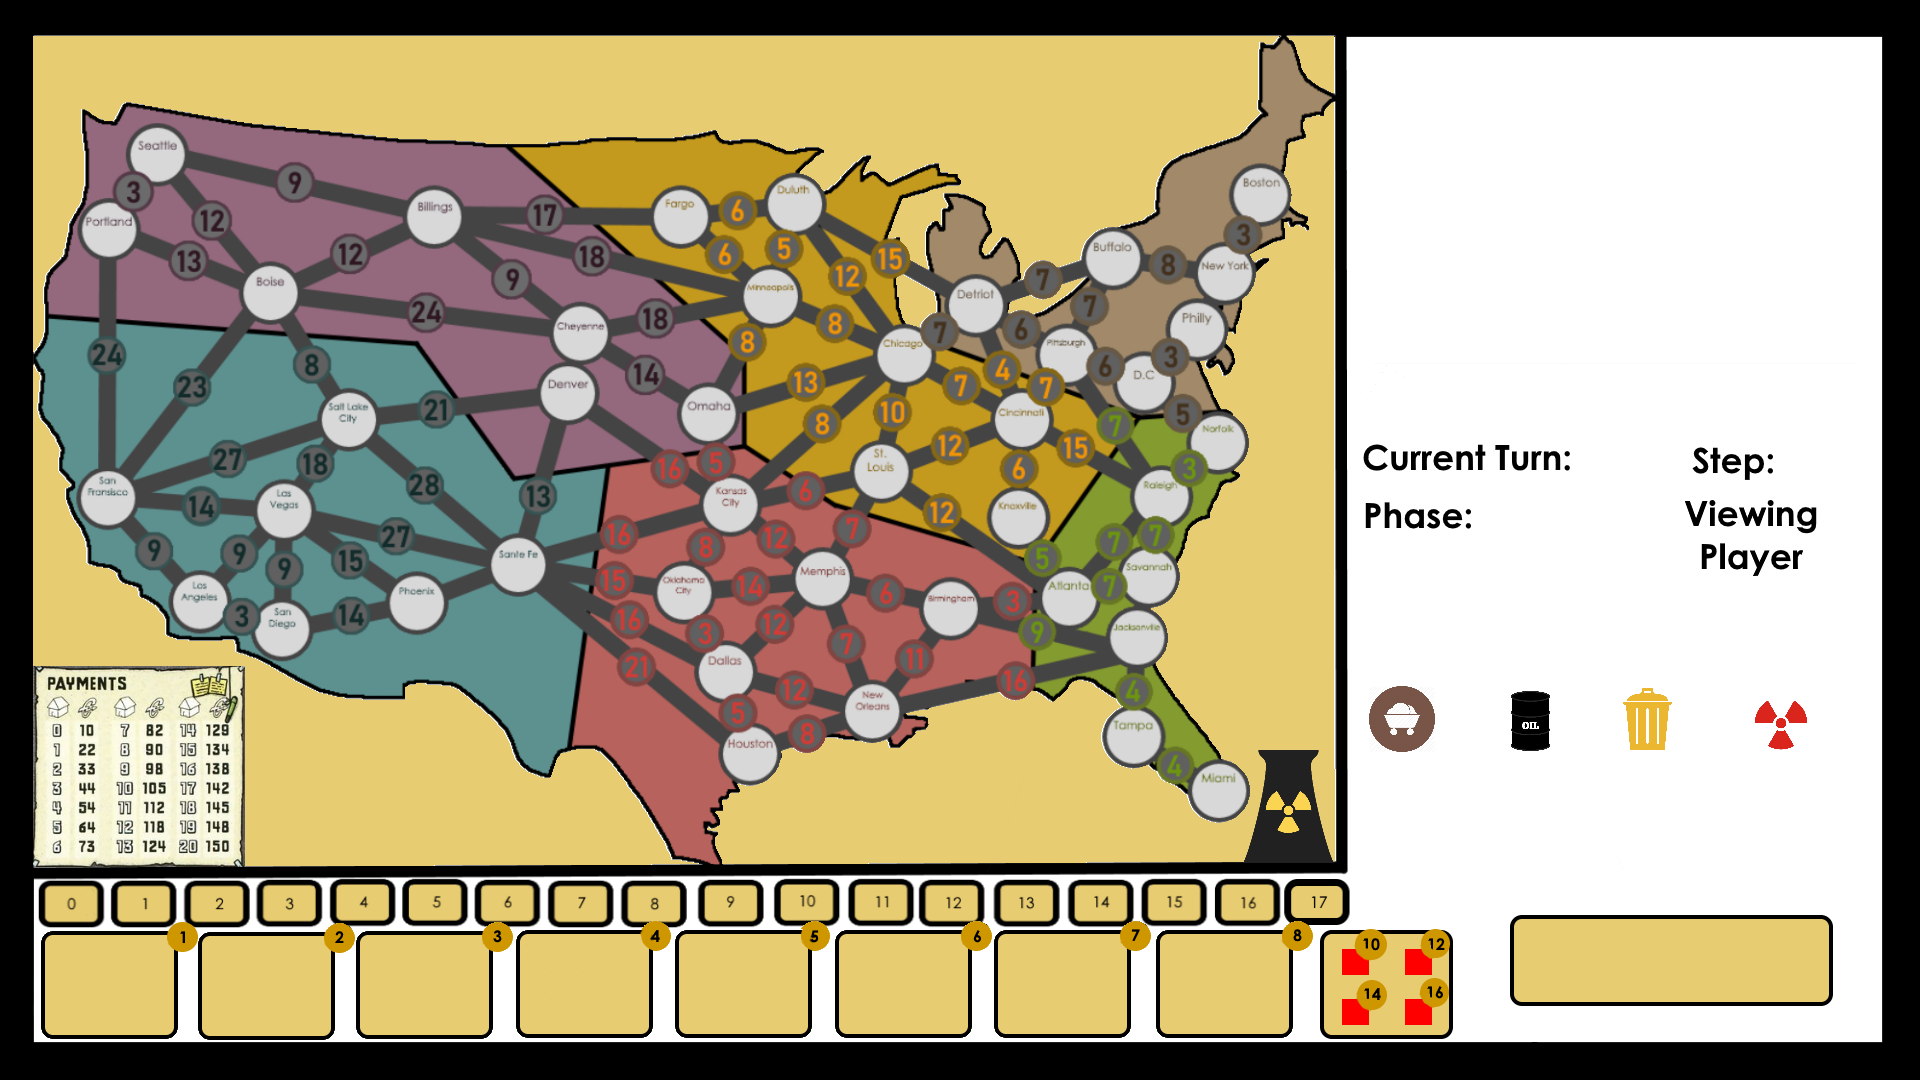 Seattle
Boston
3
9
Duluth
Fargo
6
Billings
17
Portland
12
3
Buffalo
13
12
18
6
5
15
8
New York
9
12
7
Boise
Minneapolis
Detriot
7
24
18
8
Philly
Cheyenne
7
6
8
Chicago
Pittsburgh
24
8
3
14
4
6
D.C
Denver
23
13
7
7
Omaha
Salt Lake
City
21
10
Cincinnati
5
8
7
Norfolk
12
15
27
18
16
5
St.
Louis
6
3
San
Fransisco
28
6
Raleigh
Las
Vegas
13
Kansas
City
14
Knoxville
12
27
16
12
7
7
7
9
9
15
8
5
Sante Fe
9
15
Oklahoma
City
14
Memphis
6
Savannah
Atlanta
7
Los
Angeles
Phoenix
Birmingham
3
3
San
Diego
14
16
3
12
9
Jacksonville
7
Dallas
11
21
12
16
4
New
Orleans
5
8
Tampa
Houston
4
Miami
PAYMENTS
0 10 7 82 14 129
1 22 8 90 15 134
2 33 9 98 16 138
3 44 10 105 17 142
4 54 11 112 18 145
5 64 12 118 19 148
6 73 13 124 20 150
Current Turn:
Step:
Phase:
Viewing
Player
OIL
0 1 2 3 4 5 6 7 8 9 10 11 12 13 14 15 16 17
1 2 3 4 5 6 7 8
10 12
14 16